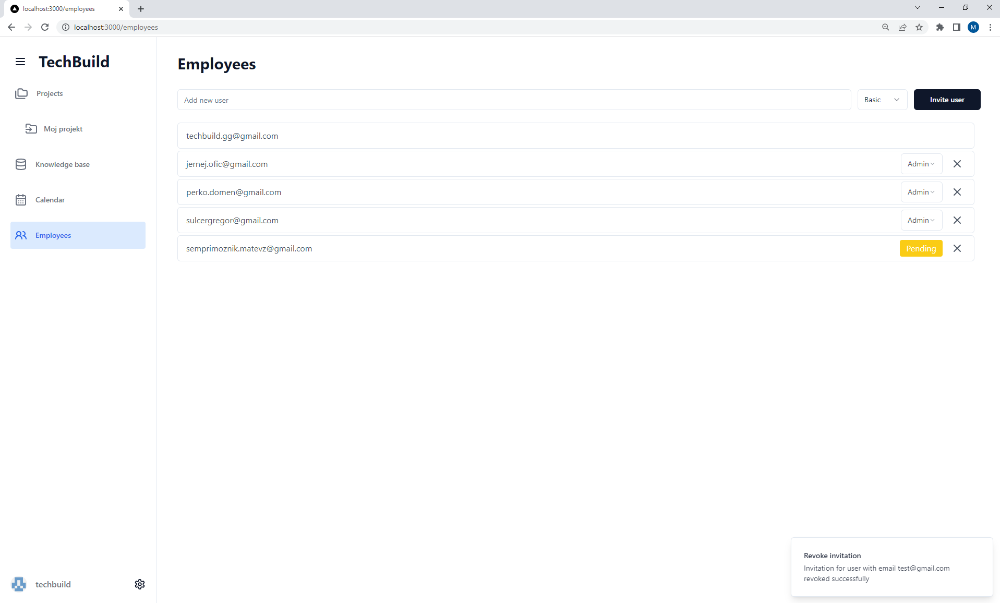 localhost:3000/employees
localhost:3000/employees
M
TechBuild
Projects
Moj projekt
Knowledge base
Calendar
Employees
techbuild
Employees
Add new user
Basic
Invite user
techbuild.gg@gmail.com
jernej.ofic@gmail.com
Admin
perko.domen@gmail.com
Admin
sulcergregor@gmail.com
Admin
semprimoznik.matevz@gmail.com
Pending
Revoke invitation
Invitation for user with email test@gmail.com
revoked successfully